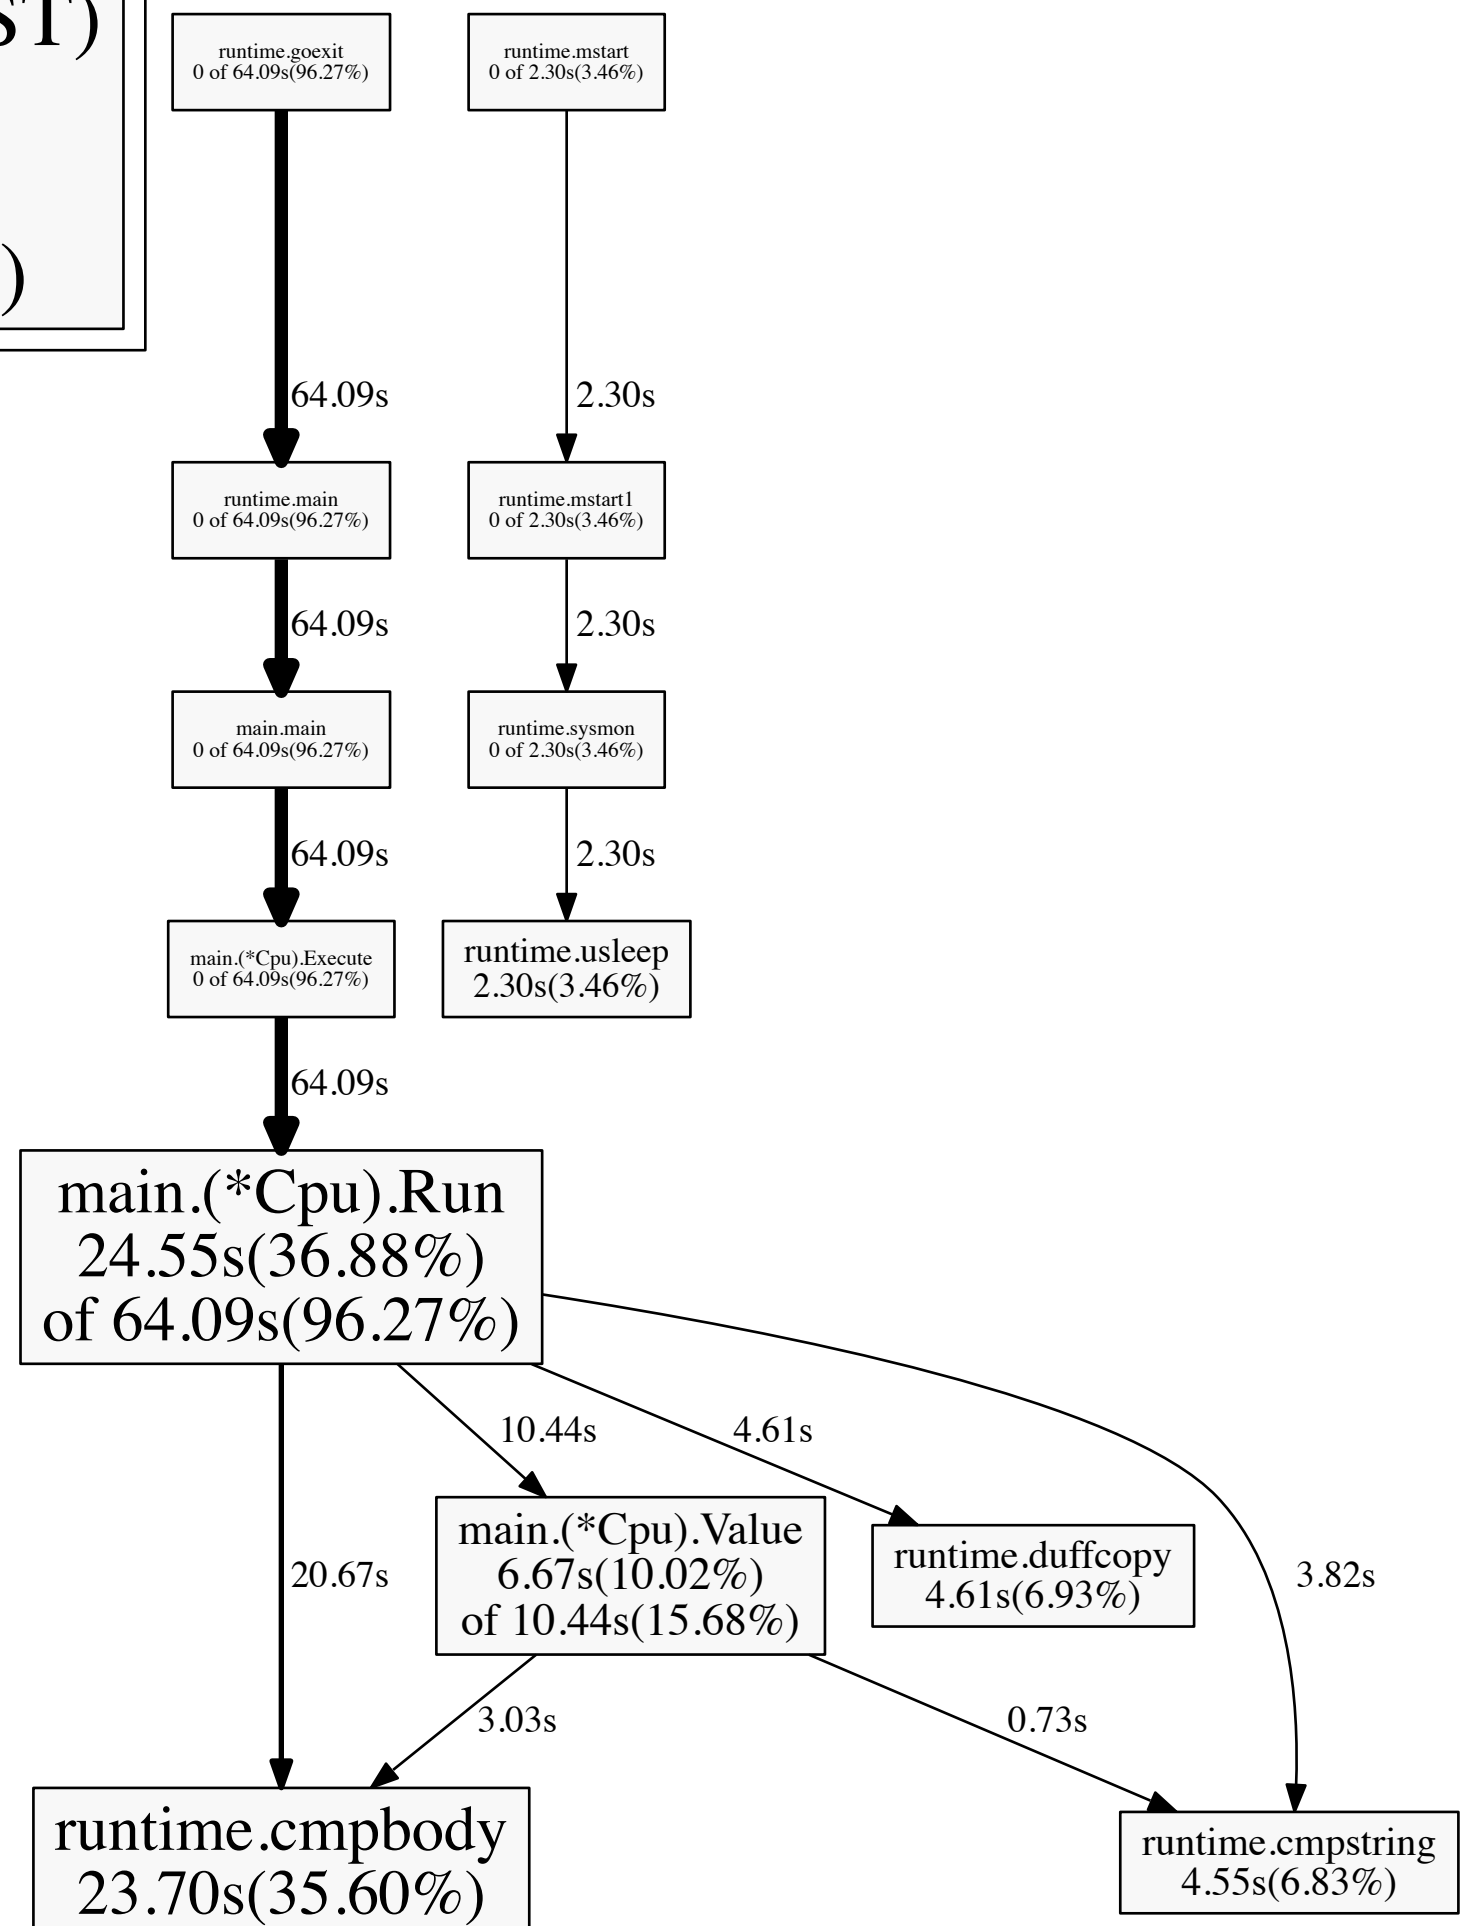 ST)
)
runtime.goexit
0 of 64.09s(96.27%)
runtime.mstart
0 of 2.30s(3.46%)
64.09s
2.30s
runtime.main
0 of 64.09s(96.27%)
runtime.mstart1
0 of 2.30s(3.46%)
64.09s
2.30s
main.main
0 of 64.09s(96.27%)
runtime.sysmon
0 of 2.30s(3.46%)
64.09s
2.30s
main.(*Cpu).Execute
0 of 64.09s(96.27%)
runtime.usleep
2.30s(3.46%)
64.09s
main.(*Cpu).Run
24.55s(36.88%)
of 64.09s(96.27%)
10.44s
4.61s
20.67s
main.(*Cpu).Value
6.67s(10.02%)
of 10.44s(15.68%)
runtime.duffcopy
4.61s(6.93%)
3.82s
3.03s
0.73s
runtime.cmpbody
23.70s(35.60%)
runtime.cmpstring
4.55s(6.83%)